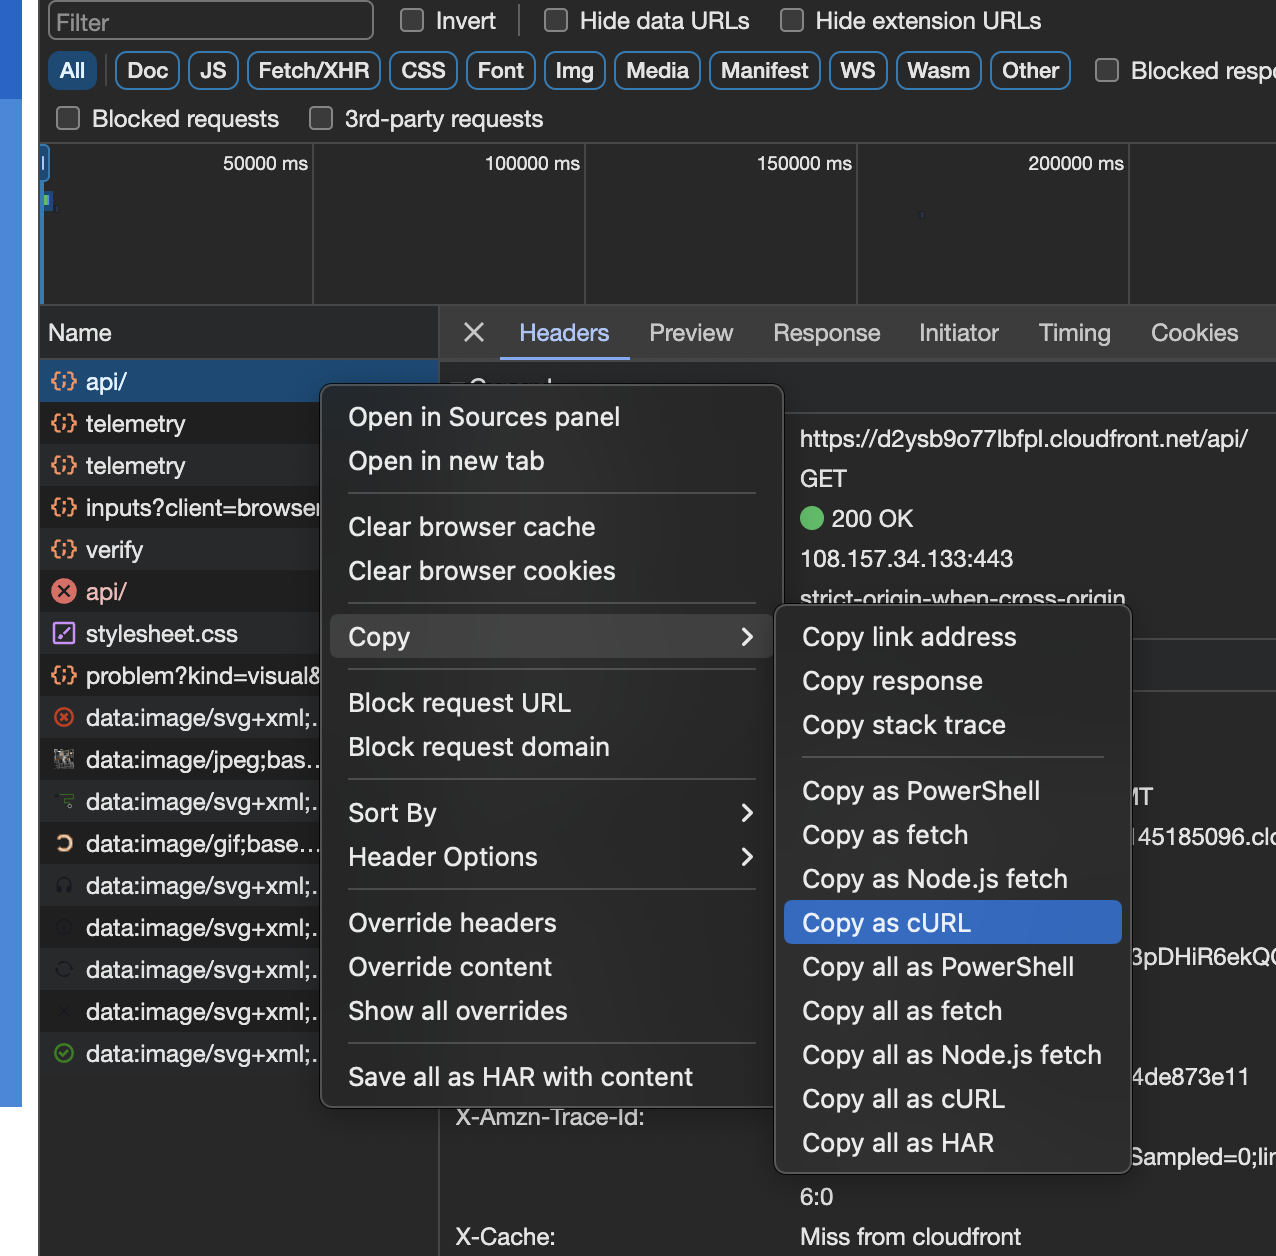 Filter
Invert
Hide data URLs
Hide extension URLs
All
Doc
JS
Fetch/XHR
CSS
Font
Img
Media
Manifest
WS
Wasm
Other
Blocked resp
Blocked requests
3rd-party requests
50000 ms
100000 ms
150000 ms
200000 ms
Name
Headers
Preview
Response
Initiator
Timing
Cookies
api/
telemetry
telemetry
inputs?client=browser
verify
api/
stylesheet.css
problem?kind=visual&
data:image/svg+xml;.
data:image/jpeg;bas...
data:image/svg+xml;.
data:image/gif;base...
data:image/svg+xml;.
data:image/svg+xml;.
data:image/svg+xml;.
data:image/svg+xml;.
data:image/svg+xml;.
General
https://d2ysb9o77lbfpl.cloudfront.net/api/
GET
200 OK
108.157.34.133:443
strict-origin-when-cross-origin
Open in Sources panel
Open in new tab
Clear browser cache
Clear browser cookies
Copy
Block request URL
Block request domain
Sort By
Header Options
Override headers
Override content
Show all overrides
Save all as HAR with content
Copy link address
Copy response
Copy stack trace
Copy as PowerShell
Copy as fetch
Copy as Node.js fetch
Copy as cURL
Copy all as PowerShell
Copy all as fetch
Copy all as Node.js fetch
Copy all as cURL
Copy all as HAR
MT
145185096.clo
3pDHiR6ekQ
4de873e11
X-Amzn-Trace-Id:
Sampled=0;lin
6:0
X-Cache:
Miss from cloudfront